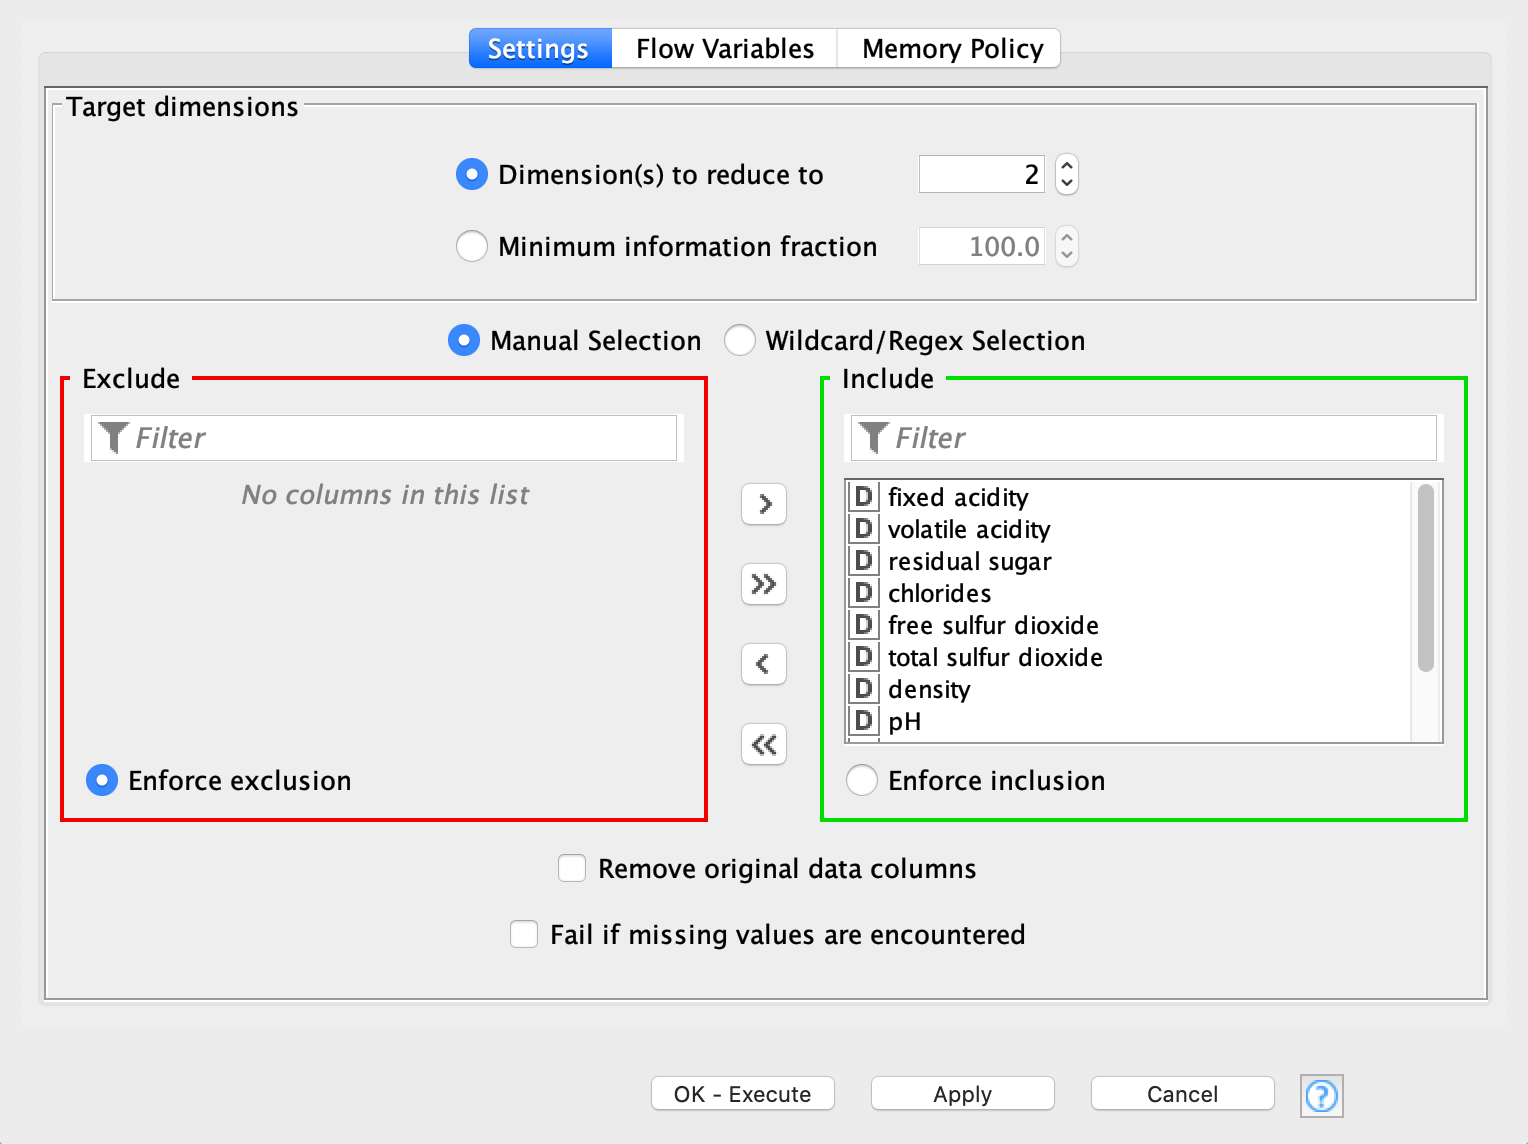 Settings Flow Variables Memory Policy
Target dimensions
Dimension(s) to reduce to 2
Minimum information fraction 100.0
Manual Selection Wildcard/Regex Selection
Exclude
Filter
No columns in this list
Enforce exclusion
>
>>
<
<<
Include
Filter
D fixed acidity
D volatile acidity
D residual sugar
D chlorides
D free sulfur dioxide
D total sulfur dioxide
D density
D pH
Enforce inclusion
Remove original data columns
Fail if missing values are encountered
OK - Execute Apply Cancel ?